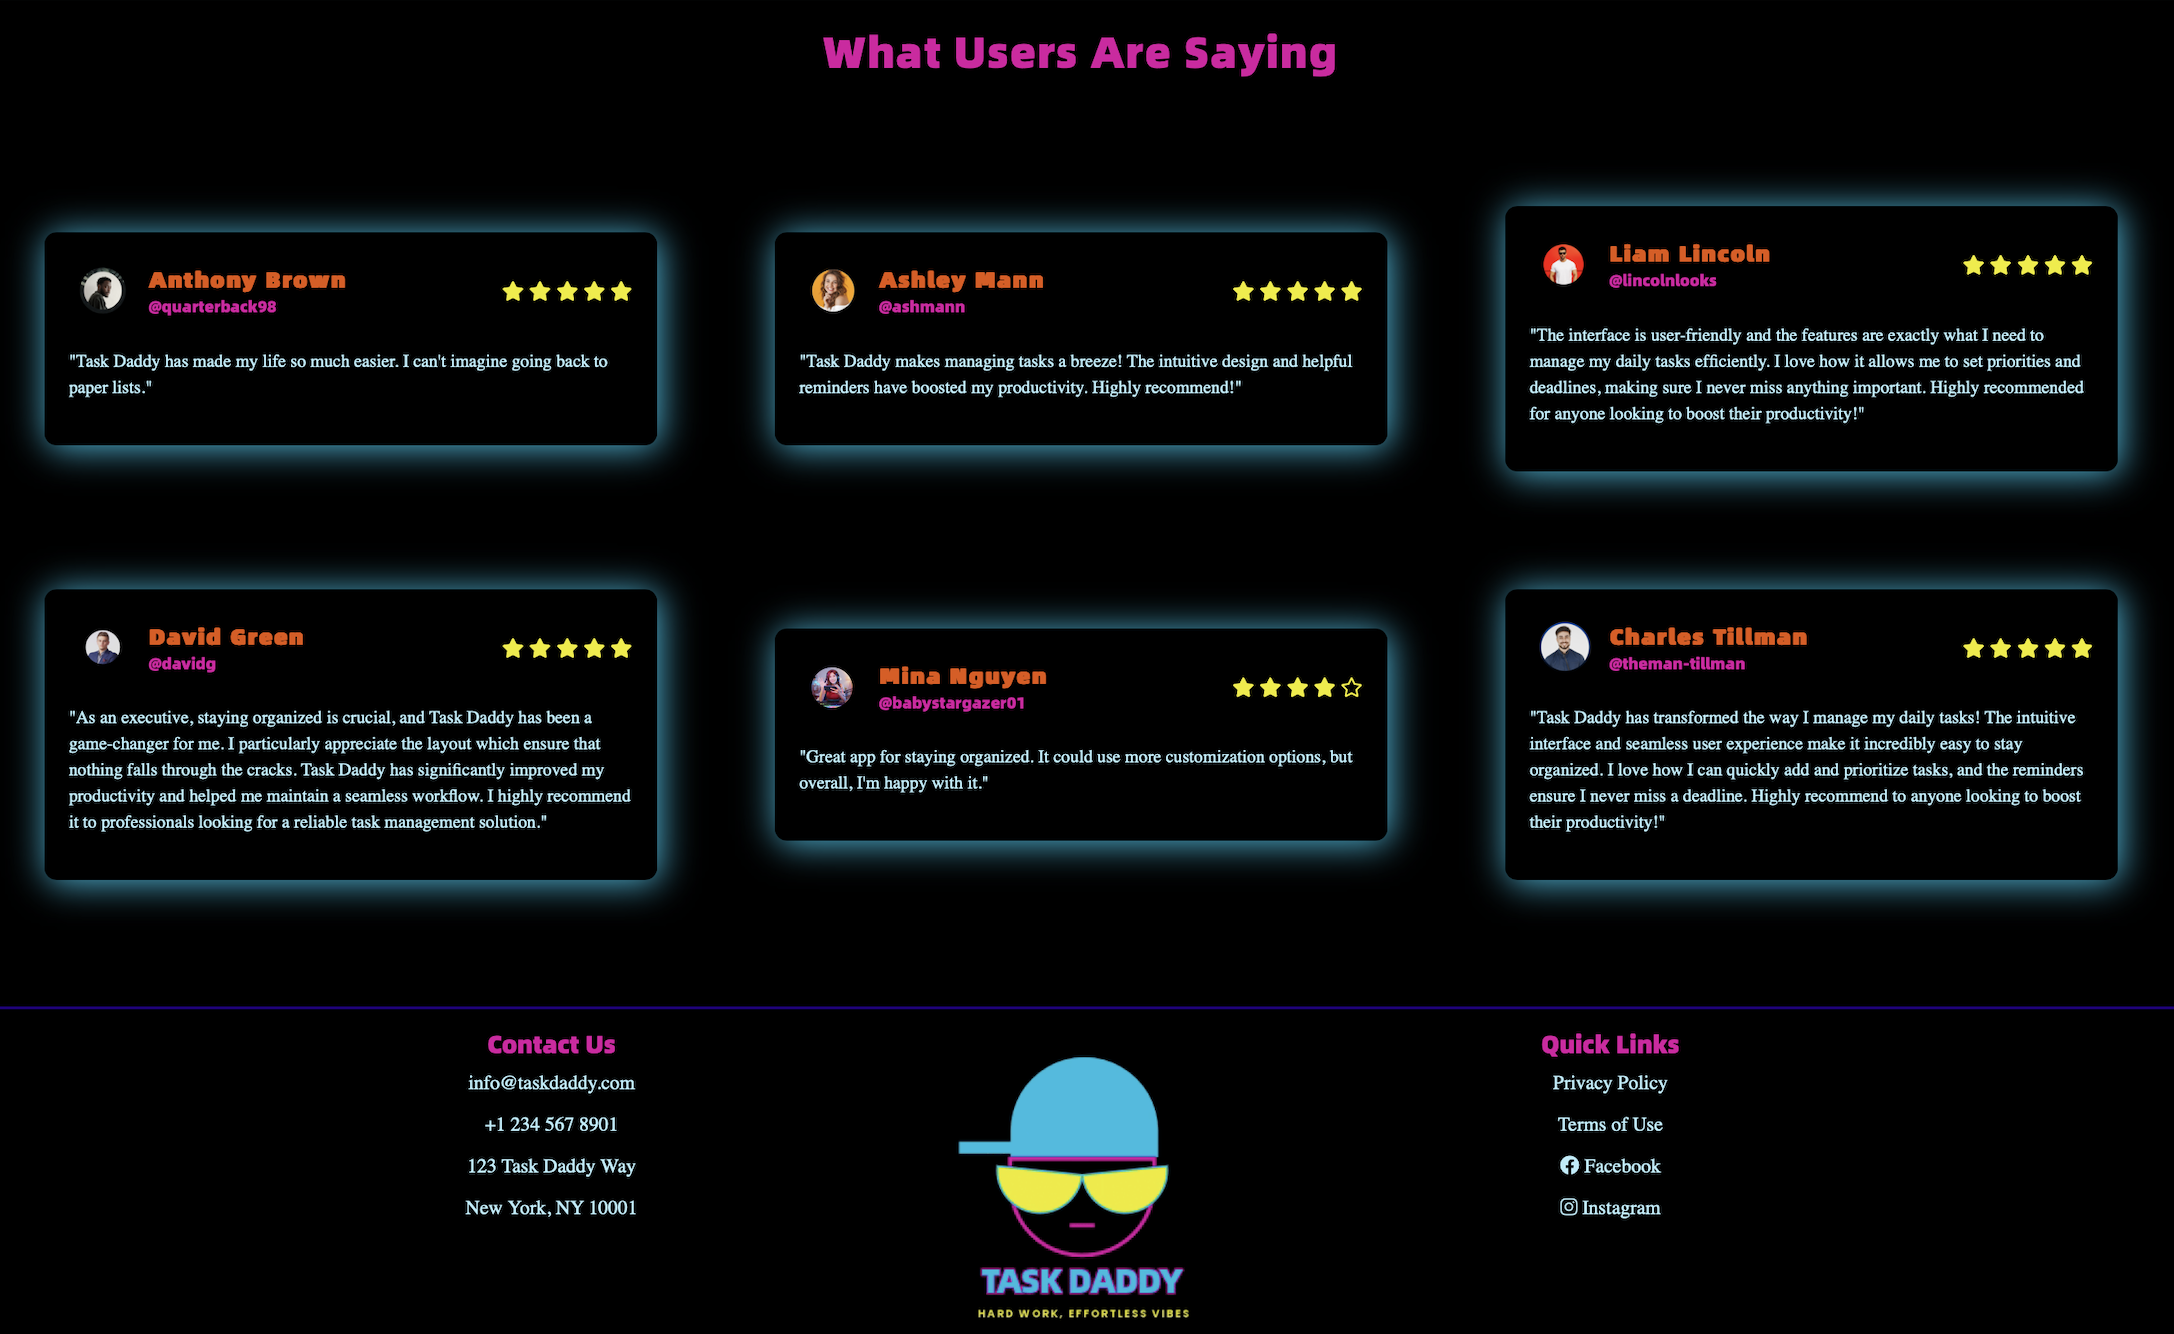 What Users Are Saying
Anthony Brown
@quarterback98
"Task Daddy has made my life so much easier. I can't imagine going back to
paper lists."
Ashley Mann
@ashmann
"Task Daddy makes managing tasks a breeze! The intuitive design and helpful
reminders have boosted my productivity. Highly recommend!"
Liam Lincoln
@lincolnlooks
"The interface is user-friendly and the features are exactly what I need to
manage my daily tasks efficiently. I love how it allows me to set priorities and
deadlines, making sure I never miss anything important. Highly recommended
for anyone looking to boost their productivity!"
David Green
@davidg
"As an executive, staying organized is crucial, and Task Daddy has been a
game-changer for me. I particularly appreciate the layout which ensure that
nothing falls through the cracks. Task Daddy has significantly improved my
productivity and helped me maintain a seamless workflow. I highly recommend
it to professionals looking for a reliable task management solution."
Mina Nguyen
@babystargazer01
"Great app for staying organized. It could use more customization options, but
overall, I'm happy with it."
Charles Tillman
@theman-tillman
"Task Daddy has transformed the way I manage my daily tasks! The intuitive
interface and seamless user experience make it incredibly easy to stay
organized. I love how I can quickly add and prioritize tasks, and the reminders
ensure I never miss a deadline. Highly recommend to anyone looking to boost
their productivity!"
Contact Us
info@taskdaddy.com
+1 234 567 8901
123 Task Daddy Way
New York, NY 10001
TASK DADDY
HARD WORK, EFFORTLESS VIBES
Quick Links
Privacy Policy
Terms of Use
Facebook
Instagram